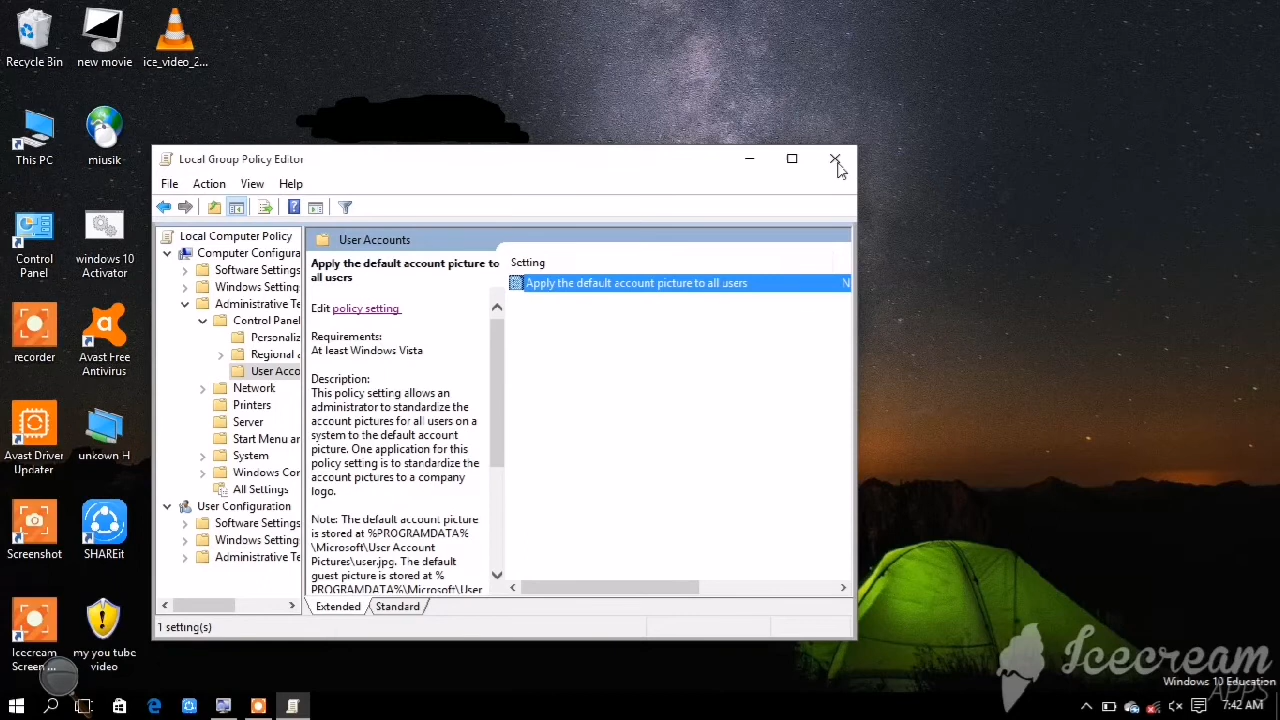 Recycle Bin
new movie
ice_video_2...
This PC
miusik
Control
Panel
windows 10
Activator
recorder
Avast Free
Antivirus
Avast Driver
Updater
unkown H
Screenshot
SHAREit
Icecream
Screen ...
my you tube
video
Local Group Policy Editor
File Action View Help
Local Computer Policy
Computer Configura
Software Settings
Windows Setting
Administrative Te
Control Panel
Personaliz
Regional a
User Acco
Network
Printers
Server
Start Menu ar
System
Windows Cor
All Settings
User Configuration
Software Settings
Windows Setting
Administrative Te
User Accounts
Apply the default account picture to
all users
Edit policy setting
Requirements:
At least Windows Vista
Description:
This policy setting allows an
administrator to standardize the
account pictures for all users on a
system to the default account
picture. One application for this
policy setting is to standardize the
account pictures to a company
logo.
Note: The default account picture
is stored at %PROGRAMDATA%
\Microsoft\User Account
Pictures\user.jpg. The default
guest picture is stored at %
PROGRAMDATA%\Microsoft\User
Setting
Apply the default account picture to all users N
Extended Standard
1 setting(s)
Icecream
APPS
Windows 10 Education
7:42 AM